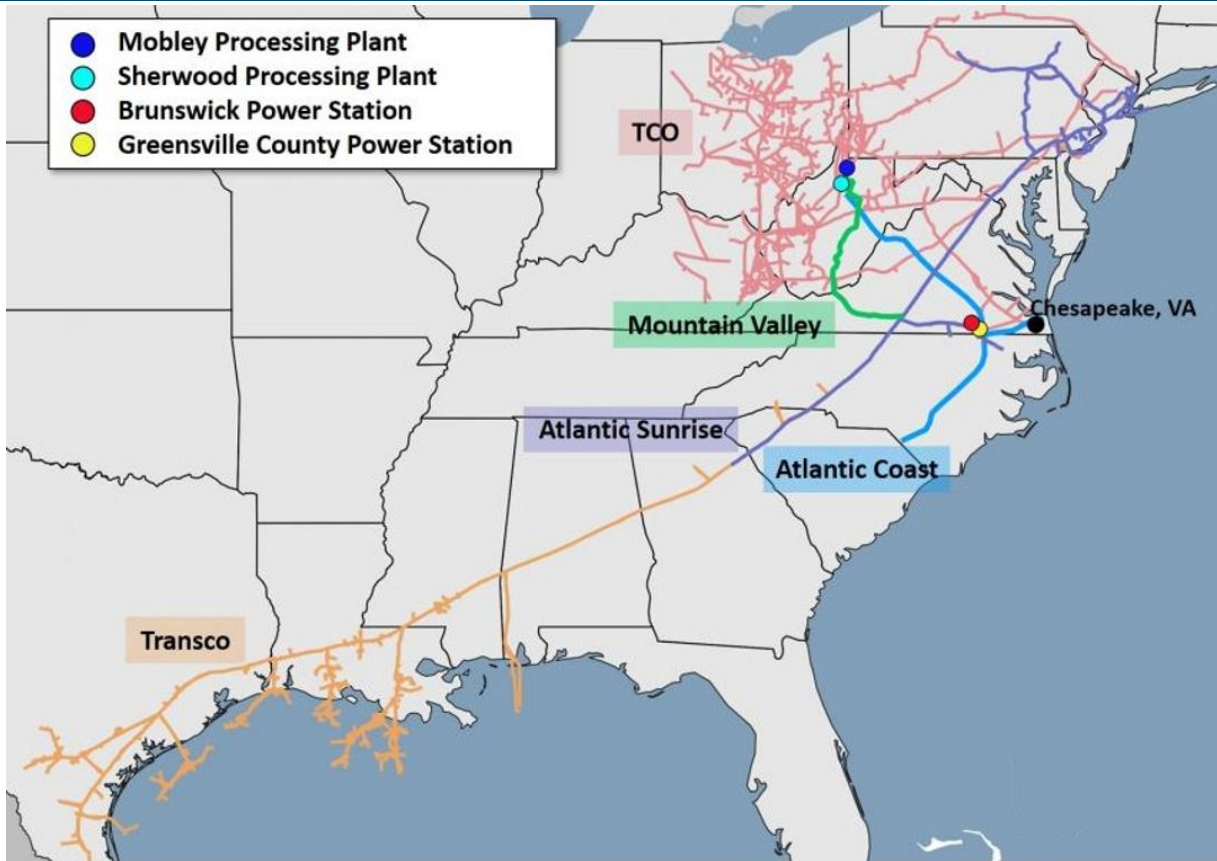 Mobley Processing Plant
Sherwood Processing Plant
Brunswick Power Station
Greensville County Power Station
TCO
Chesapeake, VA
Mountain Valley
Atlantic Sunrise
Atlantic Coast
Transco